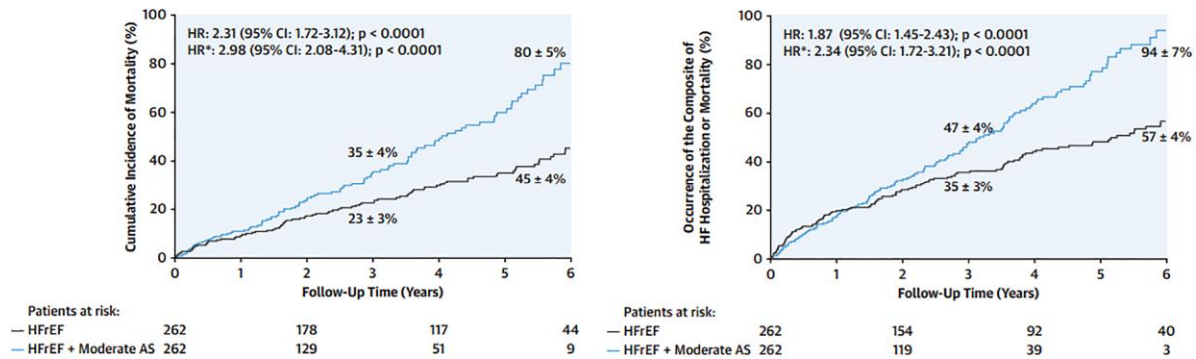 Cumulative Incidence of Mortality (%)
100
80
60
40
20
0
HR: 2.31 (95% CI: 1.72-3.12); p < 0.0001
HR*: 2.98 (95% CI: 2.08-4.31); p < 0.0001
80 ± 5%
35 ± 4%
45 ± 4%
23 ± 3%
0 1 2 3 4 5 6
Follow-Up Time (Years)
Patients at risk:
HFrEF 262 178 117 44
HFrEF + Moderate AS 262 129 51 9
Occurrence of the Composite of
HF Hospitalization or Mortality (%)
100
80
60
40
20
0
HR: 1.87 (95% CI: 1.45-2.43); p < 0.0001
HR*: 2.34 (95% CI: 1.72-3.21); p < 0.0001
94 ± 7%
47 ± 4%
57 ± 4%
35 ± 3%
0 1 2 3 4 5 6
Follow-Up Time (Years)
Patients at risk:
HFrEF 262 154 92 40
HFrEF + Moderate AS 262 119 39 3